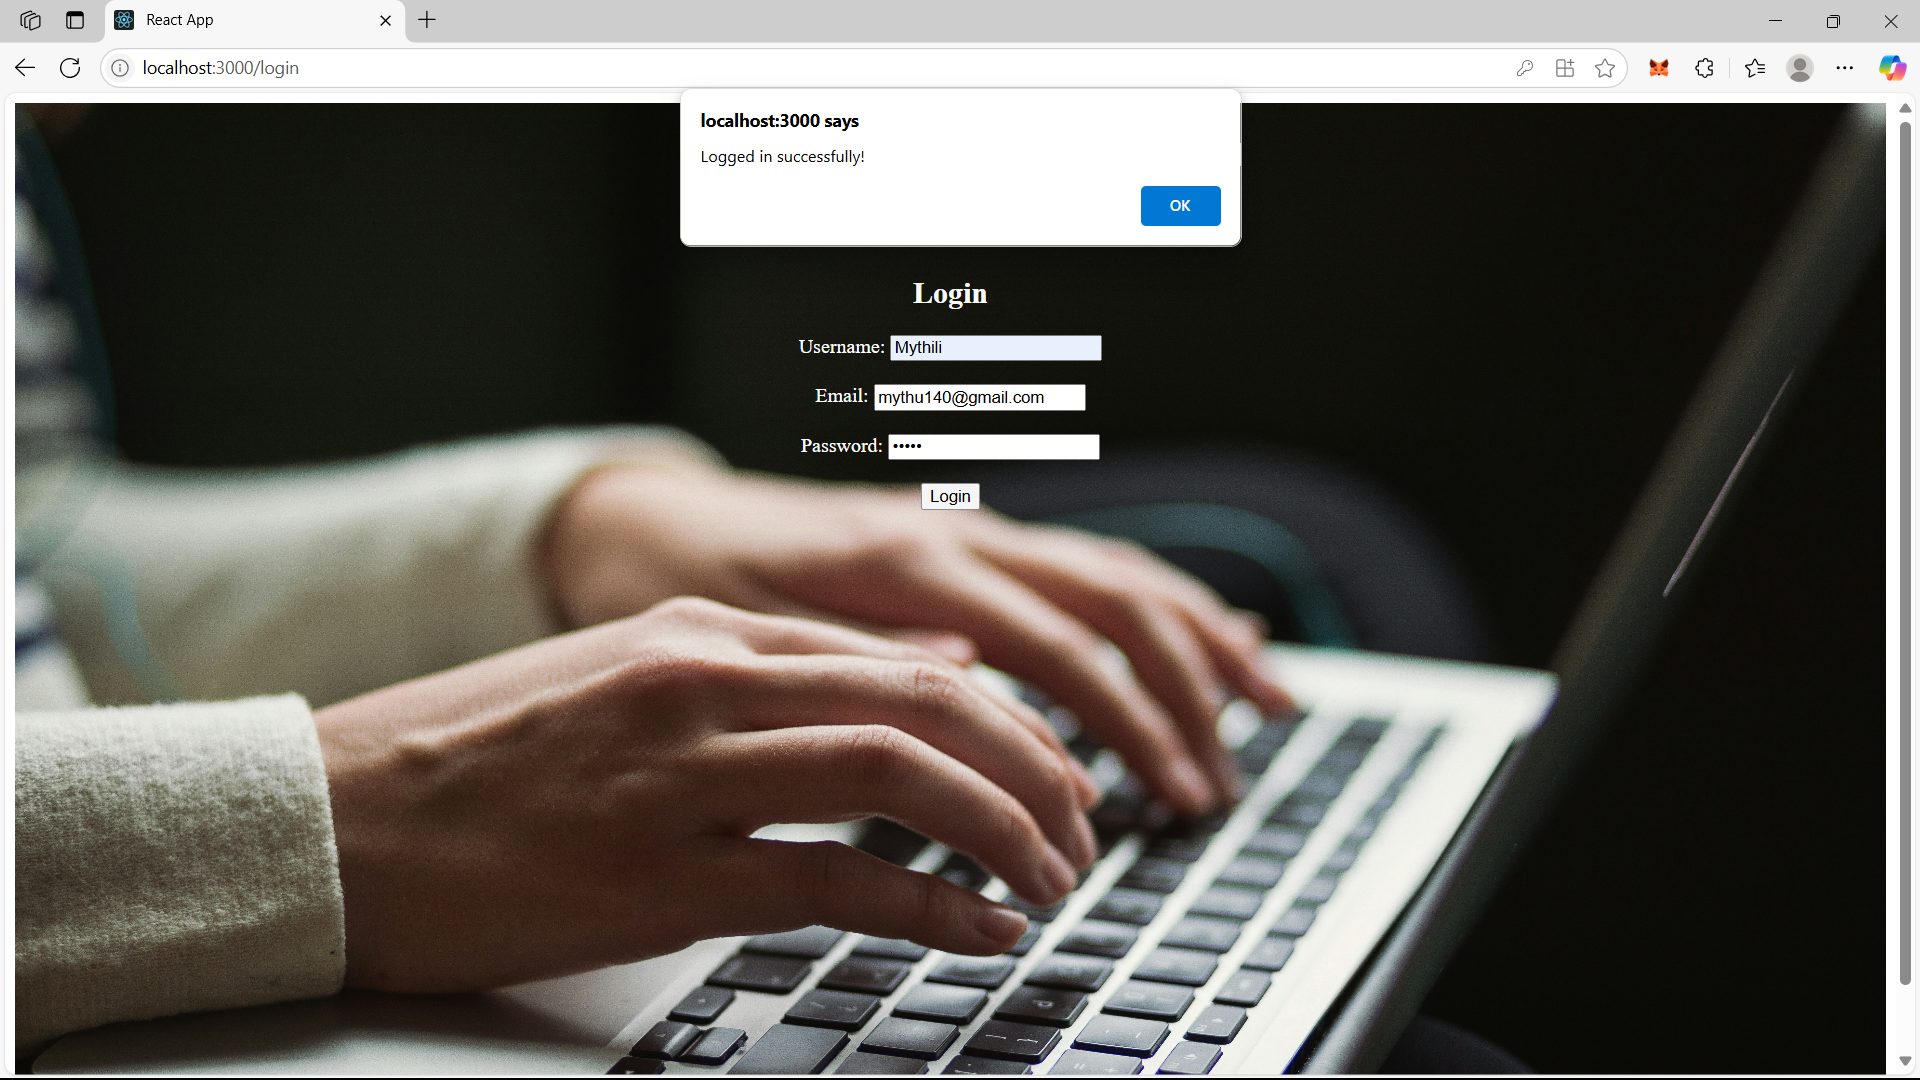 React App
localhost:3000/login
localhost:3000 says
Logged in successfully!
OK
Login
Username: Mythili
Email: mythu140@gmail.com
Password: •••••
Login